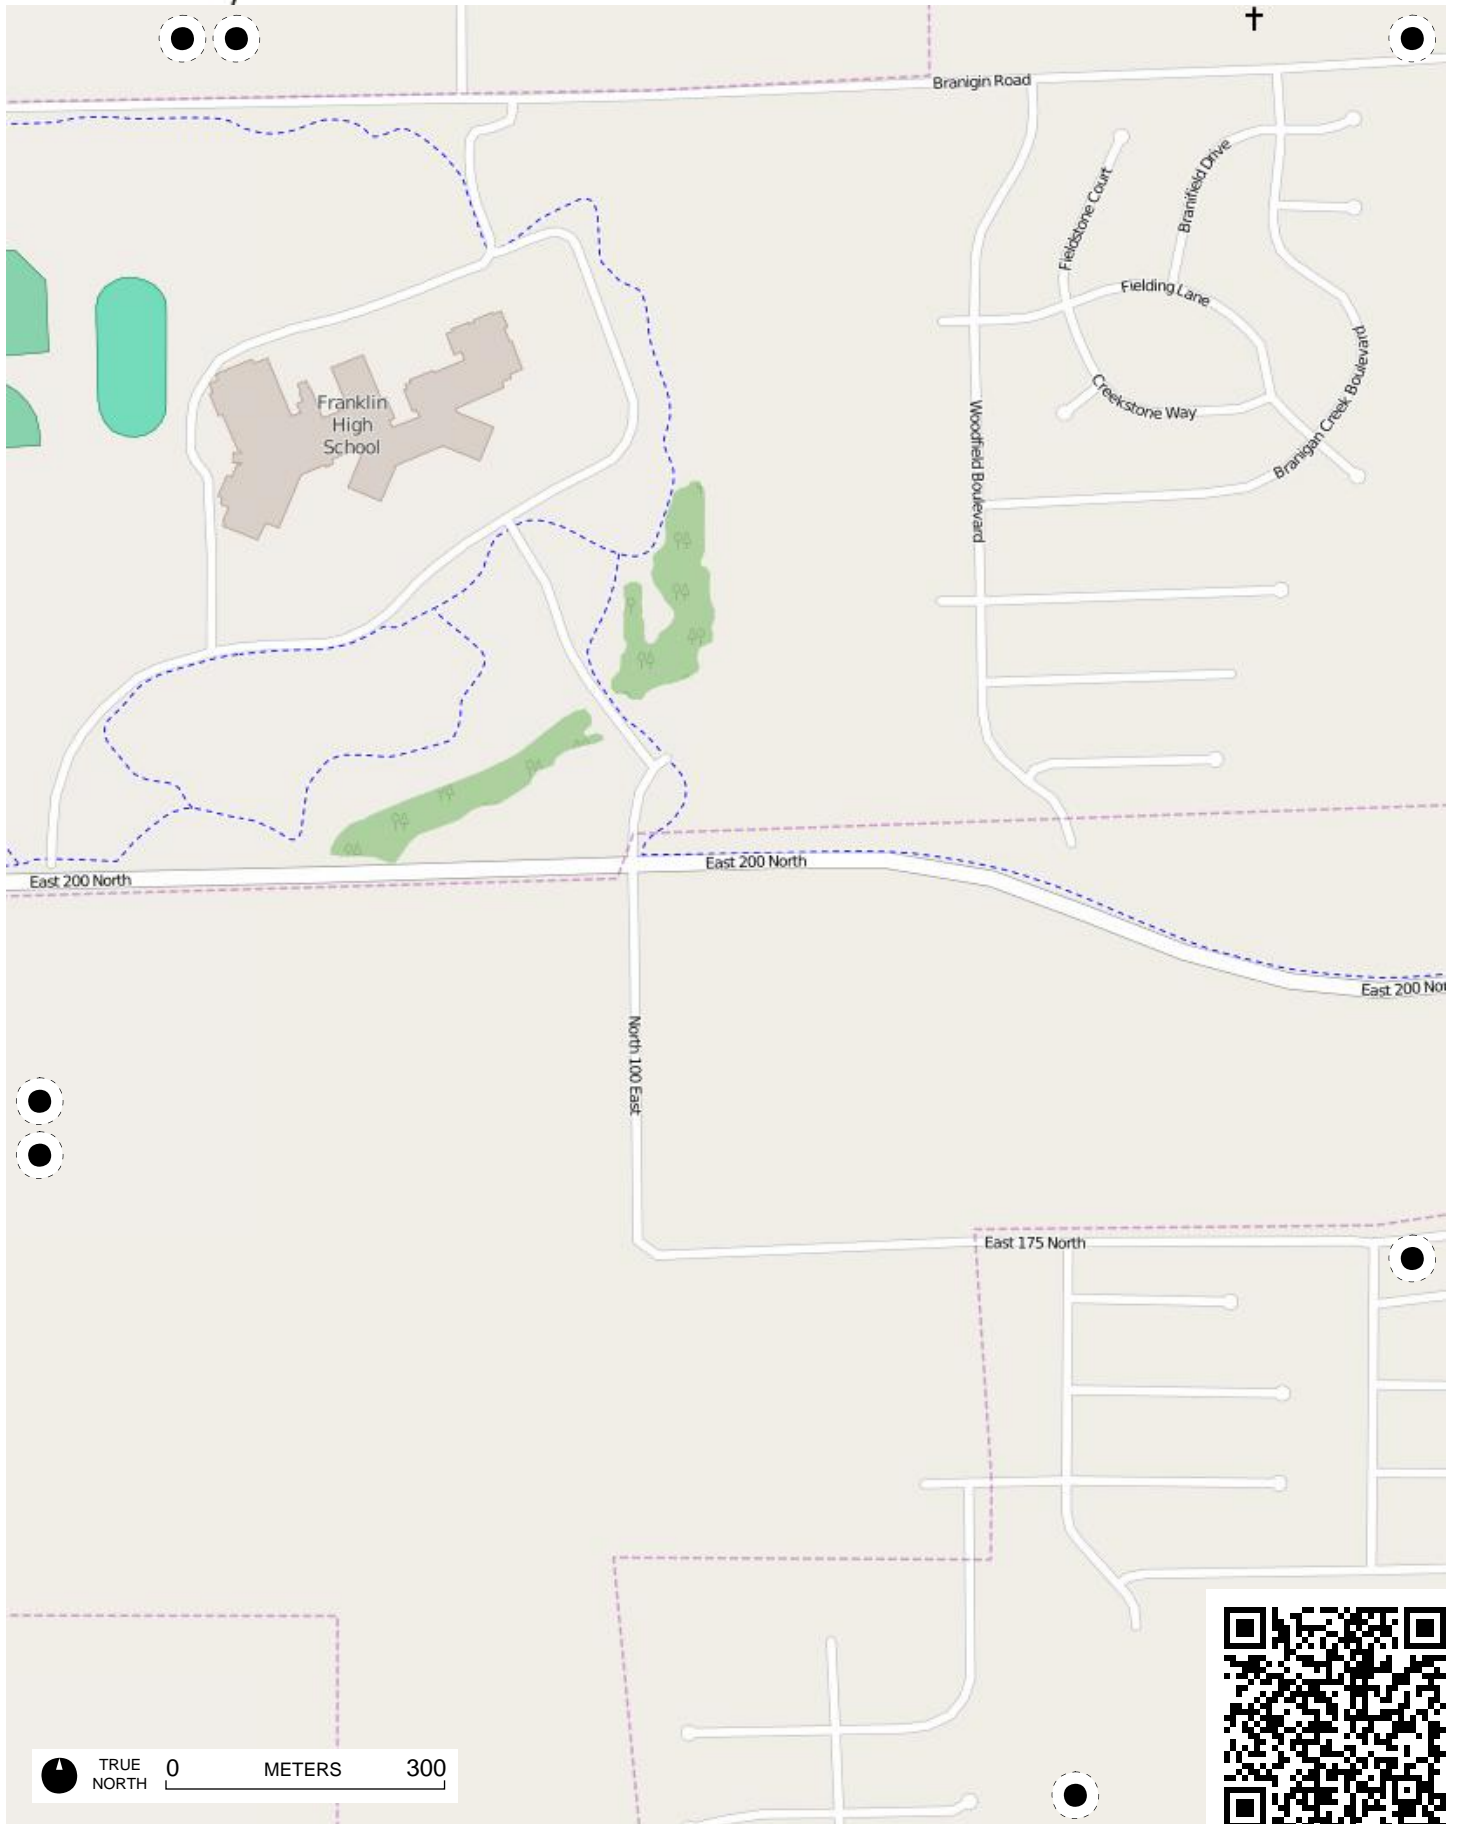 Branigin Road
Branifield Drive
Fieldstone Court
Fielding Lane
Branigan Creek Boulevard
Creekstone Way
Woodfield Boulevard
Franklin
High
School
East 200 North
East 200 North
East 200 Nor
North 100 East
East 175 North
TRUE
NORTH
0 METERS 300